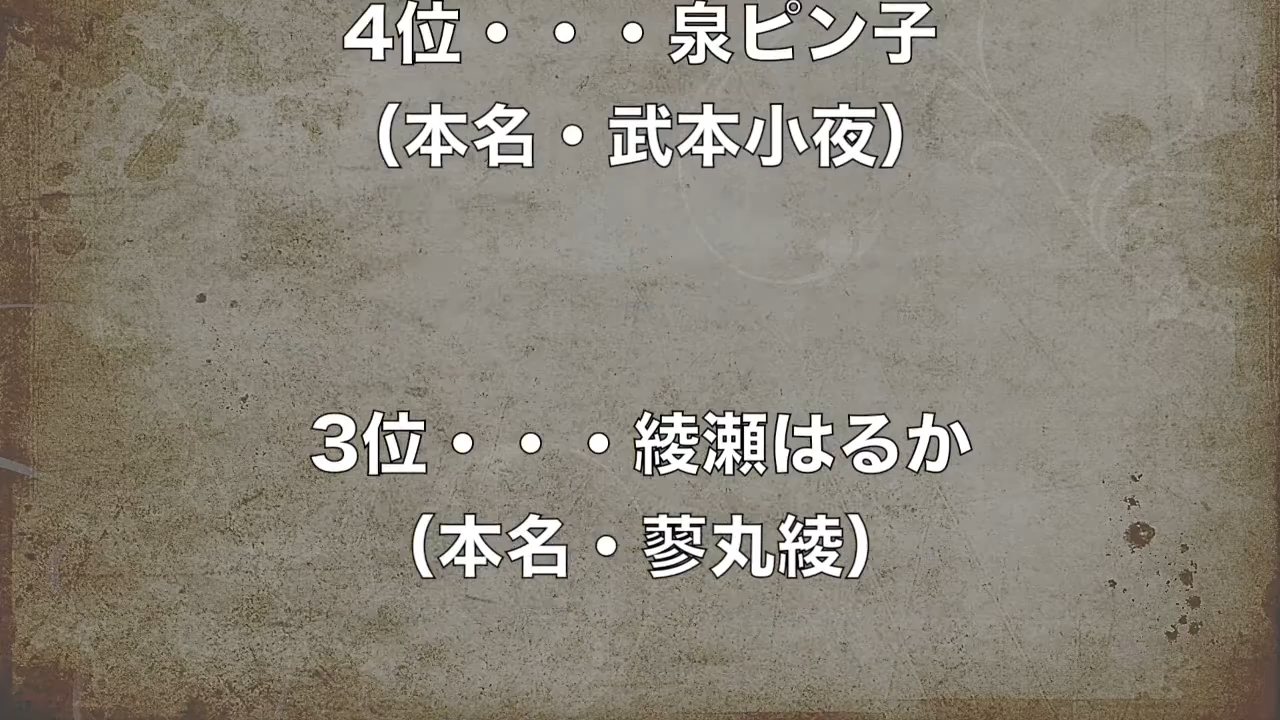 4位・・・泉ピン子
（本名・武本小夜）
3位・・・綾瀬はるか
（本名・蓼丸綾）